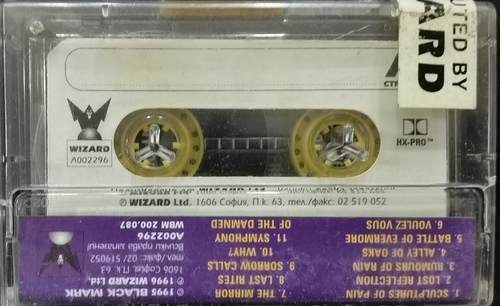 UTED BY
ARD
WIZARD
A002296
HX-PRO™
℗ WIZARD Ltd. 1606 София, П.к. 63, тел./факс: 02 519 052
1. SCULPTURES OF PAIN
2. LOST REFLECTION
3. RUMOURS OF RAIN
4. ALLEY OF OAKS
5. BATTLE OF EVERMORE
6. VOULEZ VOUS
7. THE MIRROR
8. LAST RITES
9. SORROW CALLS
10. WHY?
11. SYMPHONY
OF THE DAMNED
© 1995 BLACK MARK
℗ 1996 WIZARD Ltd
1606 София, П.К. 63
тел./факс: 02/ 519052
Всички права запазени!
A002296
WBM 200.087